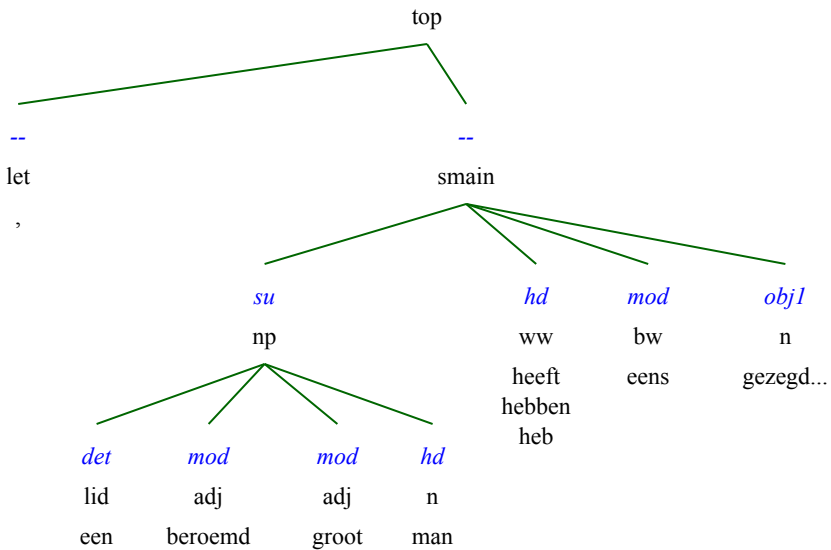 top
-- --
let smain
,
su hd mod obj1
np ww bw n
heeft eens gezegd...
hebben
heb
det mod mod hd
lid adj adj n
een beroemd groot man